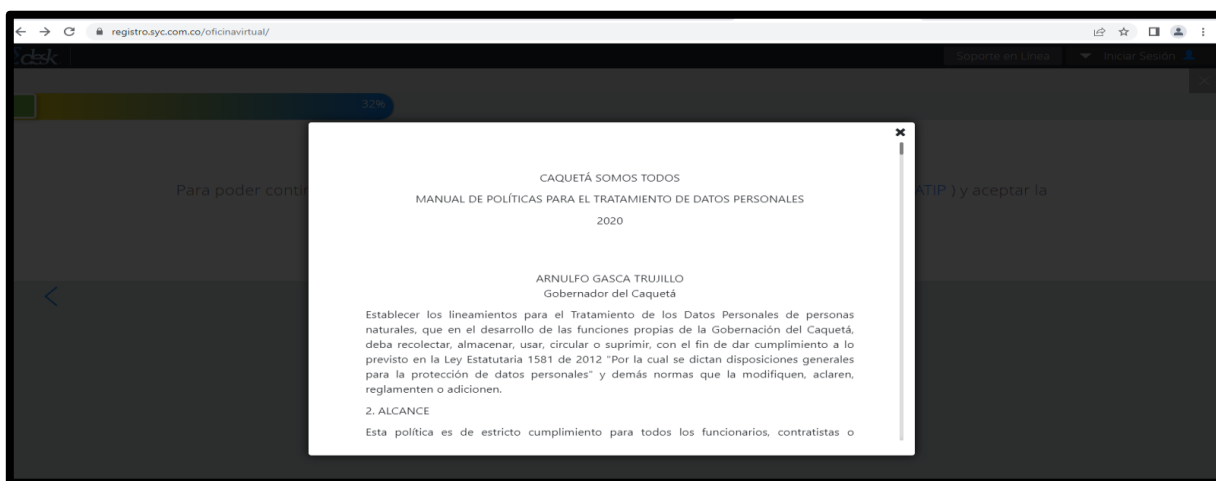 registro.syc.com.co/oficinavirtual/
desk
Soporte en Línea
Iniciar Sesión
32%
CAQUETÁ SOMOS TODOS
MANUAL DE POLÍTICAS PARA EL TRATAMIENTO DE DATOS PERSONALES
2020
Para poder contin
ATIP ) y aceptar la
ARNULFO GASCA TRUJILLO
Gobernador del Caquetá
Establecer los lineamientos para el Tratamiento de los Datos Personales de personas
naturales, que en el desarrollo de las funciones propias de la Gobernación del Caquetá,
deba recolectar, almacenar, usar, circular o suprimir, con el fin de dar cumplimiento a lo
previsto en la Ley Estatutaria 1581 de 2012 "Por la cual se dictan disposiciones generales
para la protección de datos personales" y demás normas que la modifiquen, aclaren,
reglamenten o adicionen.
2. ALCANCE
Esta política es de estricto cumplimiento para todos los funcionarios, contratistas o